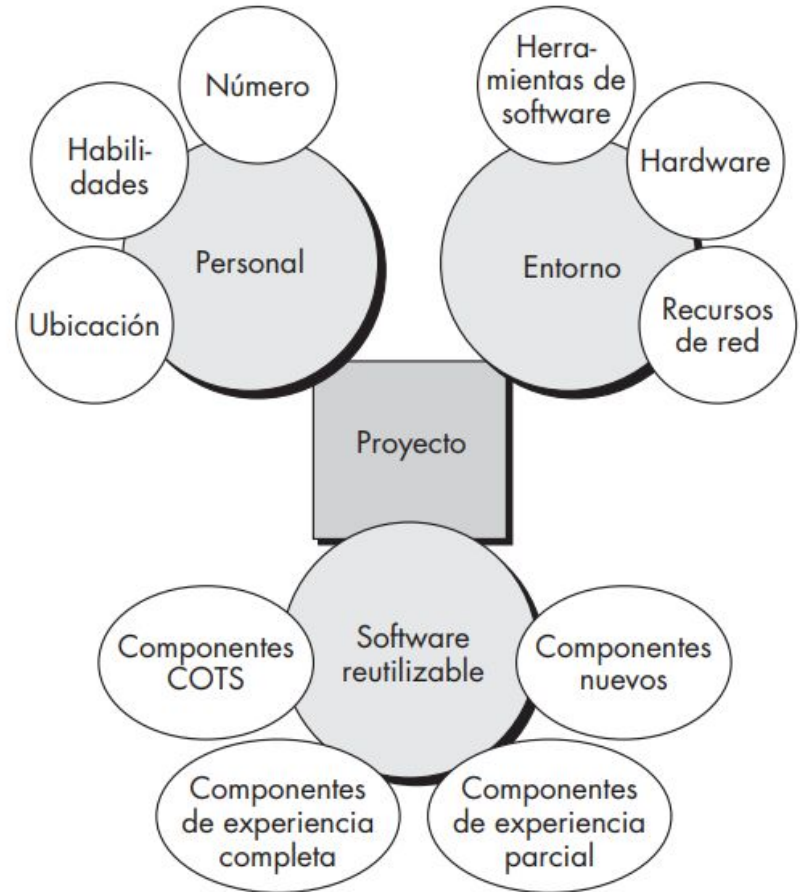 Número
Habili-
dades
Personal
Ubicación
Herra-
mientas de
software
Hardware
Entorno
Recursos
de red
Proyecto
Software
reutilizable
Componentes
COTS
Componentes
nuevos
Componentes
de experiencia
completa
Componentes
de experiencia
parcial